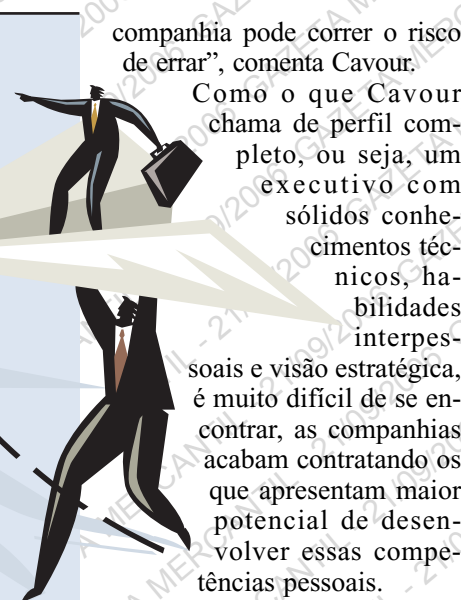 companhia pode correr o risco
de errar”, comenta Cavour.
Como o que Cavour
chama de perfil com-
pleto, ou seja, um
executivo com
sólidos conhe-
cimentos téc-
nicos, ha-
bilidades
interpes-
soais e visão estratégica,
é muito difícil de se en-
contrar, as companhias
acabam contratando os
que apresentam maior
potencial de desen-
volver essas compe-
tências pessoais.